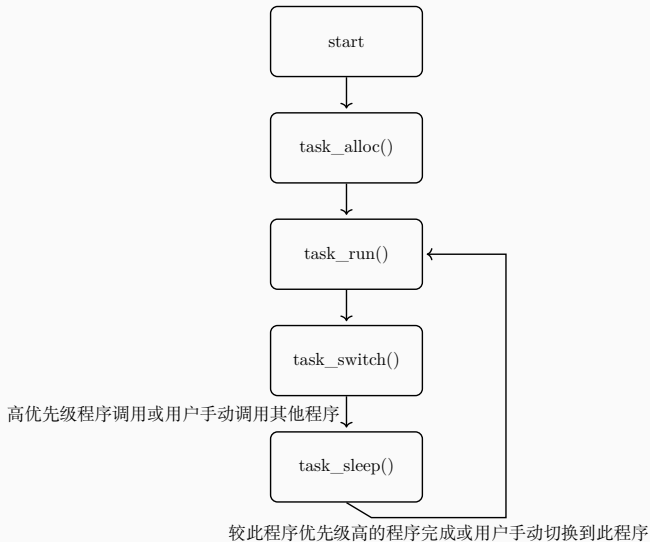 start
task_alloc()
task_run()
task_switch()
高优先级程序调用或用户手动调用其他程序
task_sleep()
较此程序优先级高的程序完成或用户手动切换到此程序